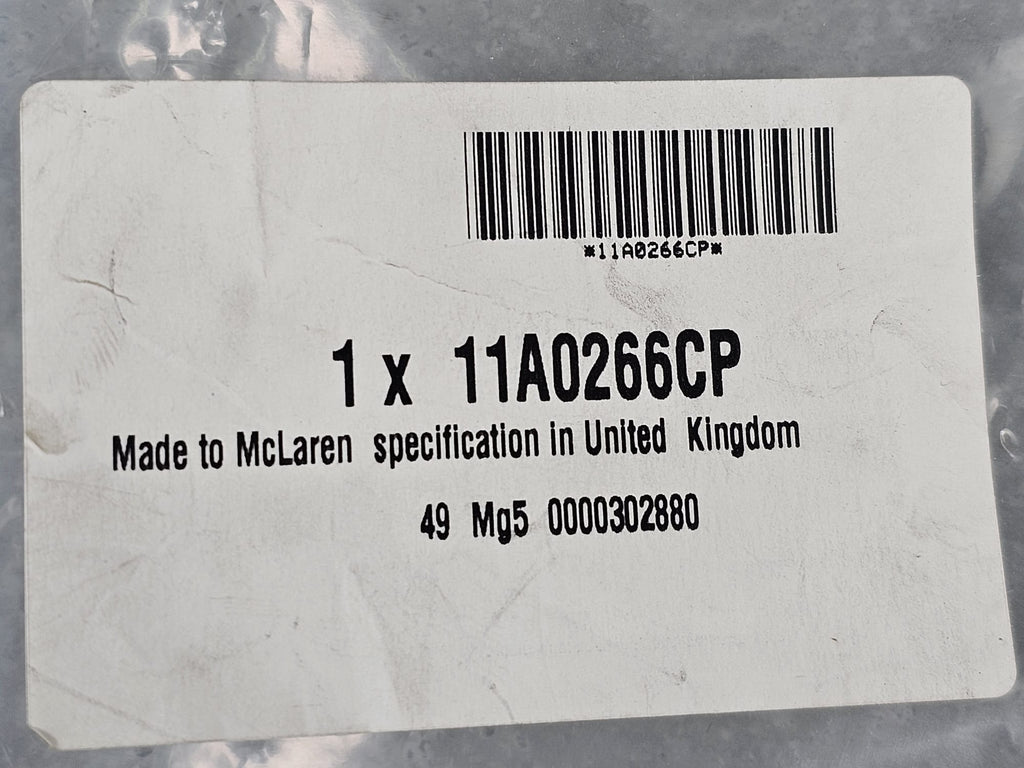 *11A0266CP*
1 x 11A0266CP
Made to McLaren specification in United Kingdom
49 Mg5 0000302880